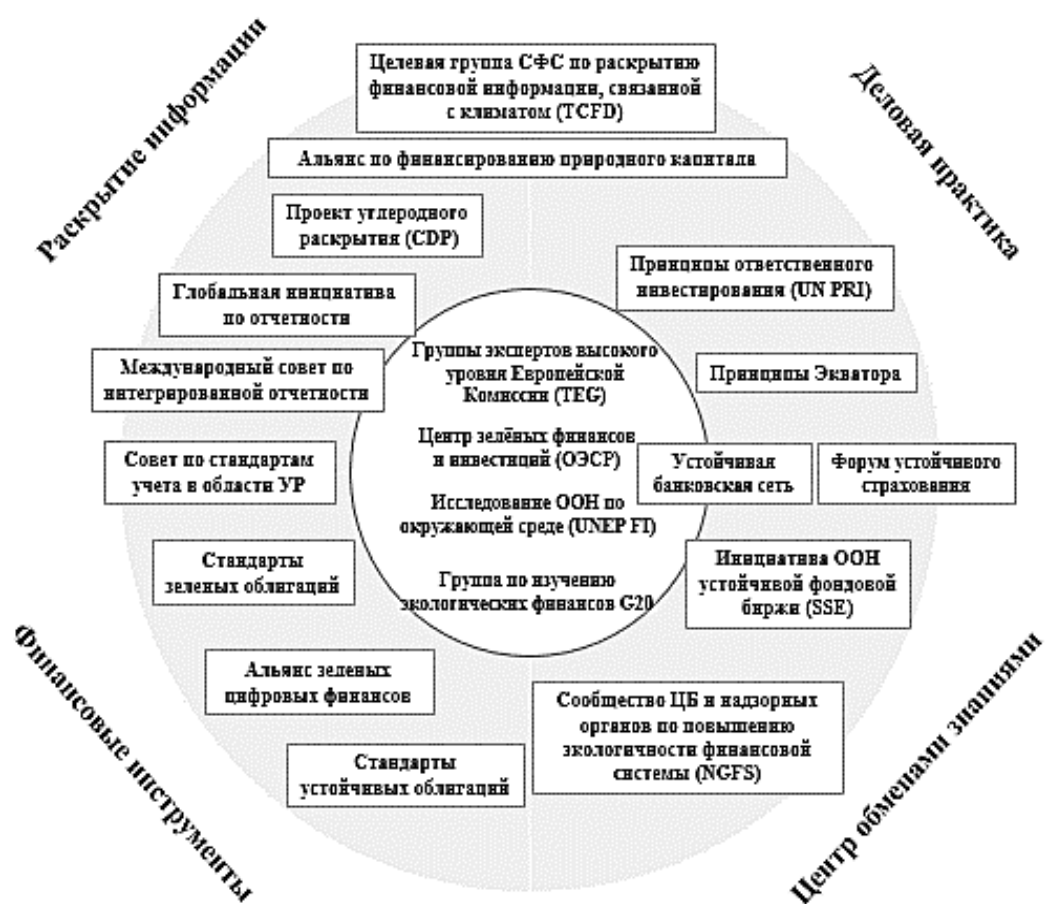 Раскрытие информации
Деловая практика
Целевая группа СФС по раскрытию
финансовой информации, связанной
с климатом (TCFD)
Альянс по финансированию природного капитала
Проект углеродного
раскрытия (CDP)
Принципы ответственного
инвестирования (UN PRI)
Глобальная инициатива
по отчетности
Международный совет по
интегрированной отчетности
Группы экспертов высокого
уровня Европейской
Комиссии (TEG)
Принципы Экватора
Совет по стандартам
учета в области УР
Центр зелёных финансов
и инвестиций (ОЭСР)
Устойчивая
банковская сеть
Форум устойчивого
страхования
Исследование ООН по
окружающей среде (UNEP FI)
Стандарты
зеленых облигаций
Инициатива ООН
устойчивой фондовой
биржи (SSE)
Группа по изучению
экологических финансов G20
Альянс зеленых
цифровых финансов
Сообщество ЦБ и надзорных
органов по повышению
экологичности финансовой
системы (NGFS)
Стандарты
устойчивых облигаций
Финансовые инструменты
Центр обменами знаниями